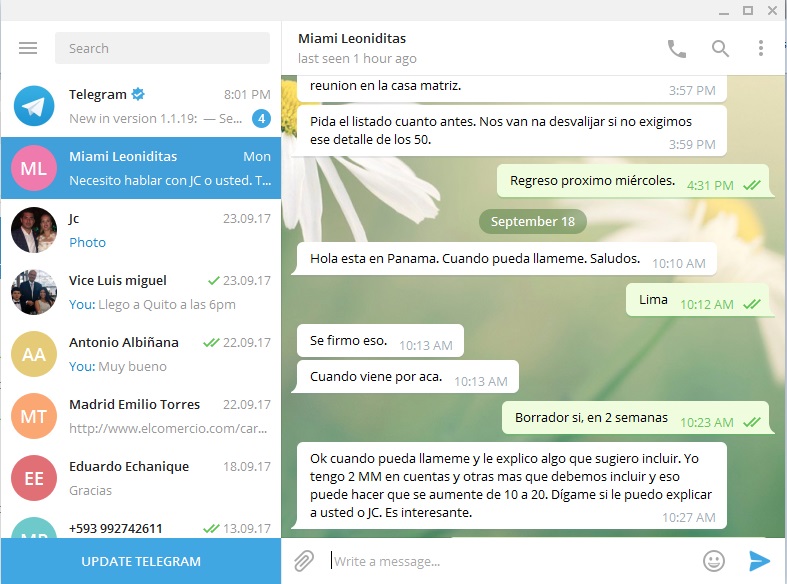 Search
Telegram
8:01 PM
New in version 1.1.19: — Se...
4
ML
Miami Leoniditas
Mon
Necesito hablar con JC o usted. T...
Jc
23.09.17
Photo
Vice Luis miguel
23.09.17
You: Llego a Quito a las 6pm
AA
Antonio Albiñana
22.09.17
You: Muy bueno
MT
Madrid Emilio Torres
22.09.17
http://www.elcomercio.com/car...
EE
Eduardo Echanique
18.09.17
Gracias
+593 992742611
13.09.17
UPDATE TELEGRAM
Miami Leoniditas
last seen 1 hour ago
reunion en la casa matriz.
3:57 PM
Pida el listado cuanto antes. Nos van na desvalijar si no exigimos
ese detalle de los 50.
3:59 PM
Regreso proximo miércoles. 4:31 PM
September 18
Hola esta en Panama. Cuando pueda llameme. Saludos. 10:10 AM
Lima 10:12 AM
Se firmo eso. 10:13 AM
Cuando viene por aca. 10:13 AM
Borrador si, en 2 semanas 10:23 AM
Ok cuando pueda llameme y le explico algo que sugiero incluir. Yo
tengo 2 MM en cuentas y otras mas que debemos incluir y eso
puede hacer que se aumente de 10 a 20. Dígame si le puedo explicar
a usted o JC. Es interesante.
10:27 AM
Write a message...